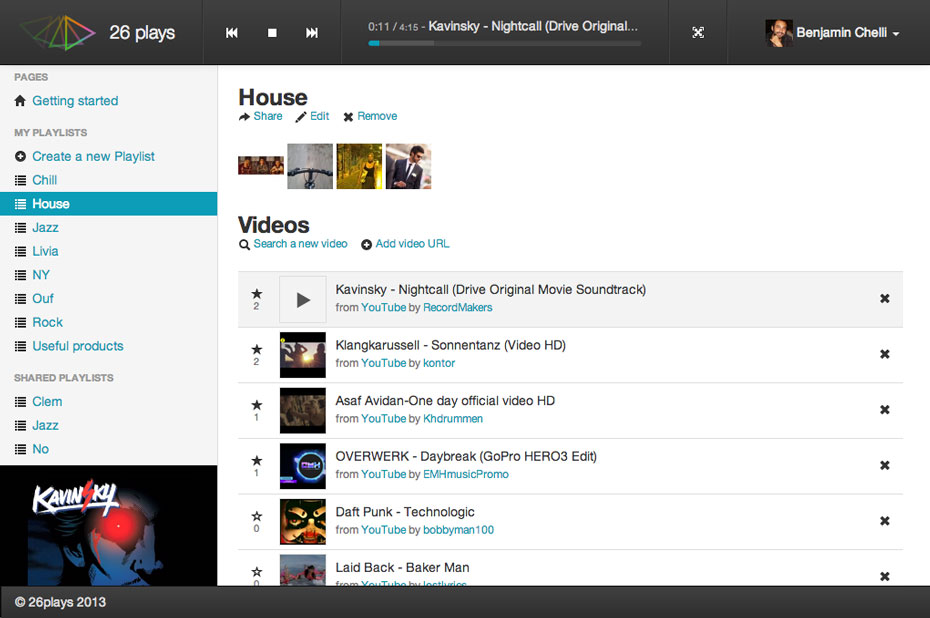 26 plays
0:11 / 4:15 - Kavinsky - Nightcall (Drive Original...
Benjamin Chelli
PAGES
Getting started
MY PLAYLISTS
Create a new Playlist
Chill
House
Jazz
Livia
NY
Ouf
Rock
Useful products
SHARED PLAYLISTS
Clem
Jazz
No
KAVINSKY
House
Share Edit Remove
Videos
Search a new video Add video URL
2
Kavinsky - Nightcall (Drive Original Movie Soundtrack)
from YouTube by RecordMakers
2
Klangkarussell - Sonnentanz (Video HD)
from YouTube by kontor
1
Asaf Avidan-One day official video HD
from YouTube by Khdrummen
1
OVERWERK - Daybreak (GoPro HERO3 Edit)
from YouTube by EMHmusicPromo
0
Daft Punk - Technologic
from YouTube by bobbyman100
0
Laid Back - Baker Man
from YouTube by lostlyrics
© 26plays 2013